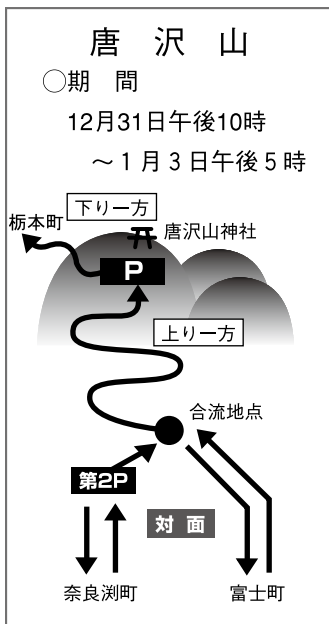 唐沢山
○期間
12月31日午後10時
～1月3日午後5時
下り一方
栃本町
唐沢山神社
P
上り一方
合流地点
第2P
対面
奈良渕町
富士町